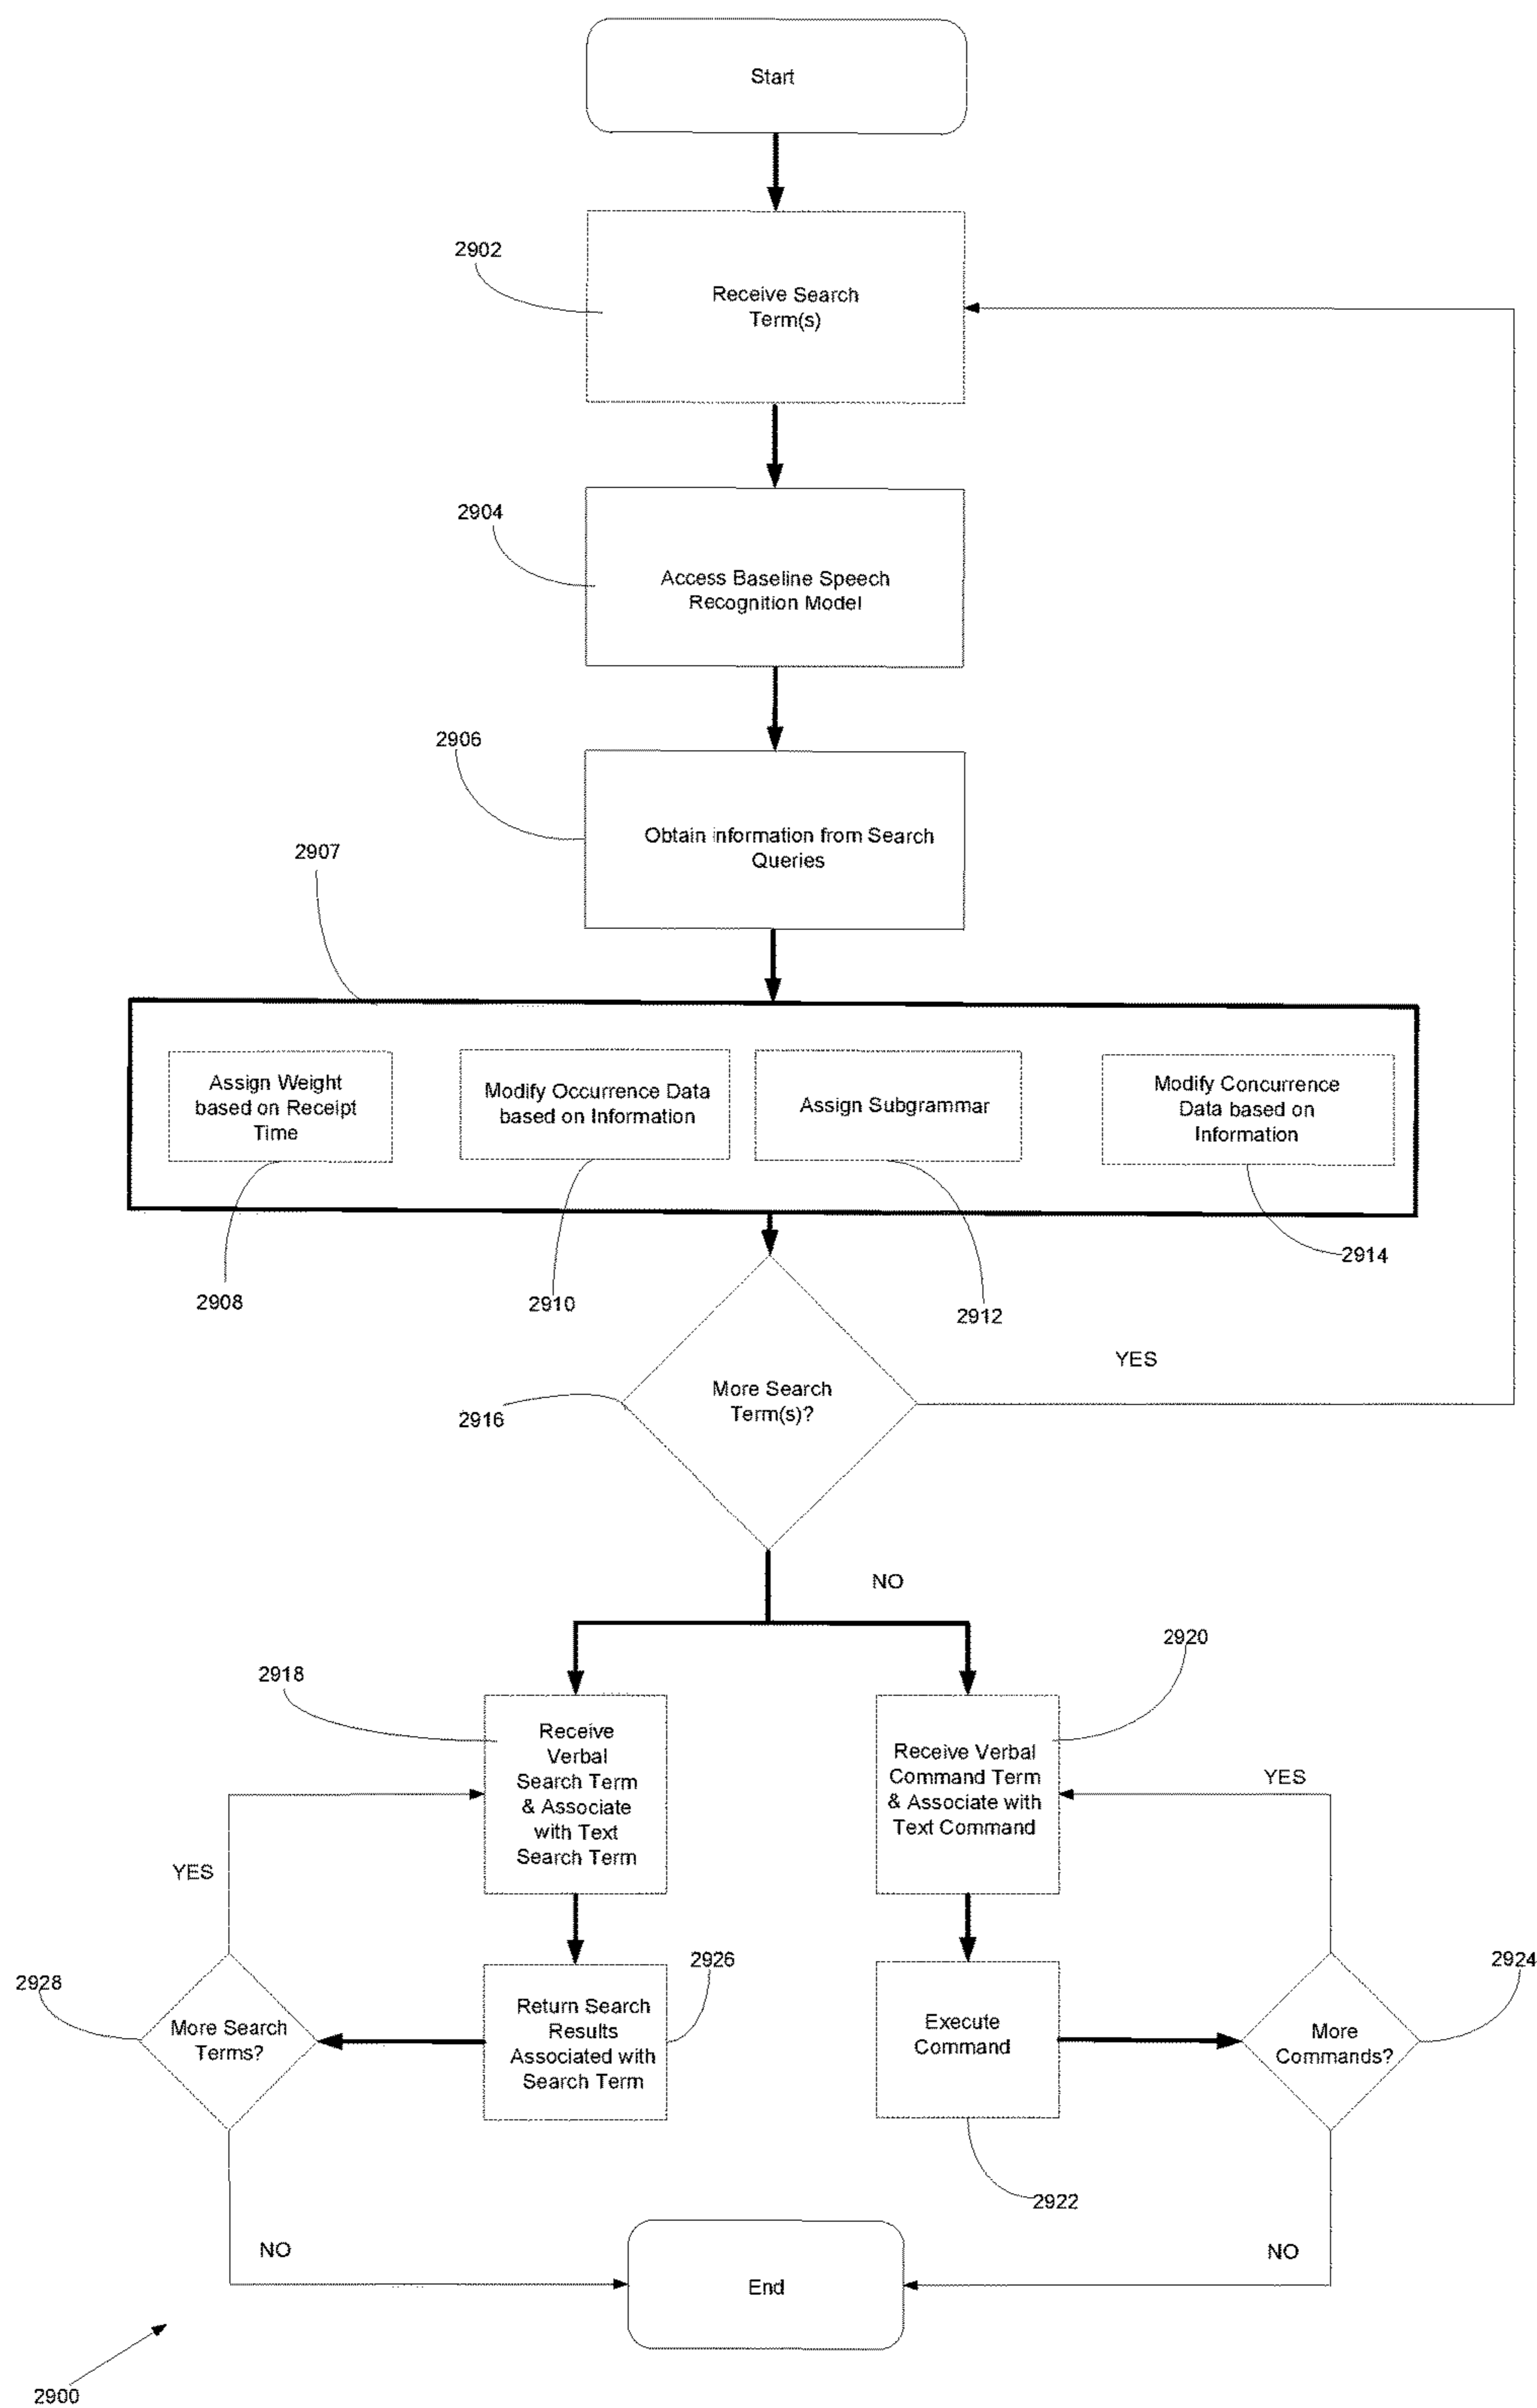 Start
2902
Receive Search
Term(s)
2904
Access Baseline Speech
Recognition Model
2906
Obtain information from Search
Queries
2907
Assign Weight
based on Receipt
Time
Modify Occurrence Data
based on Information
Assign Subgrammar
Modify Concurrence
Data based on
Information
2908
2910
2912
2914
YES
More Search
Term(s)?
2916
NO
2918
2920
Receive
Verbal
Search Term
& Associate
with Text
Search Term
Receive Verbal
Command Term
& Associate with
Text Command
YES
YES
2928
More Search
Terms?
2926
Return Search
Results
Associated with
Search Term
Execute
Command
2924
More
Commands?
2922
NO
NO
End
2900